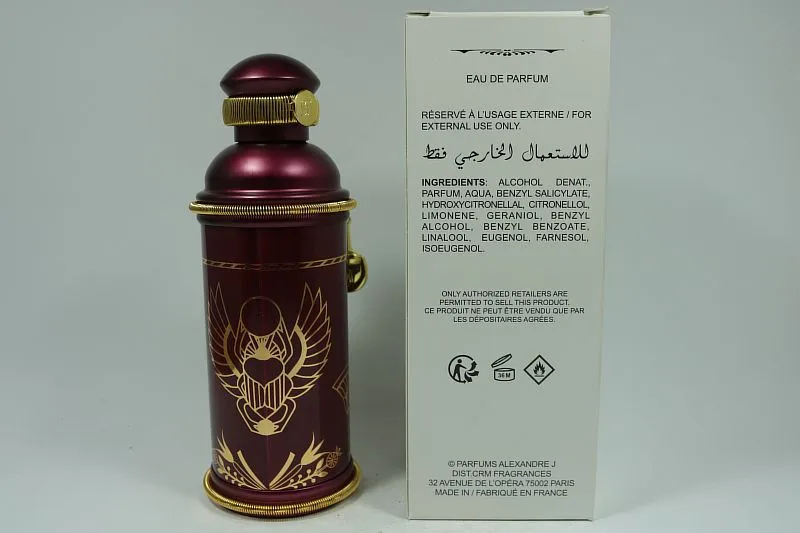 EAU DE PARFUM
RÉSERVÉ À L'USAGE EXTERNE / FOR
EXTERNAL USE ONLY.
للاستعمال الخارجي فقط
INGREDIENTS: ALCOHOL DENAT.,
PARFUM, AQUA, BENZYL SALICYLATE,
HYDROXYCITRONELLAL, CITRONELLOL,
LIMONENE, GERANIOL, BENZYL
ALCOHOL, BENZYL BENZOATE,
LINALOOL, EUGENOL, FARNESOL,
ISOEUGENOL.
ONLY AUTHORIZED RETAILERS ARE
PERMITTED TO SELL THIS PRODUCT.
CE PRODUIT NE PEUT ÊTRE VENDU QUE PAR
LES DÉPOSITAIRES AGRÉES.
36M
© PARFUMS ALEXANDRE J
DIST.CRM FRAGRANCES
32 AVENUE DE L'OPÉRA 75002 PARIS
MADE IN / FABRIQUÉ EN FRANCE